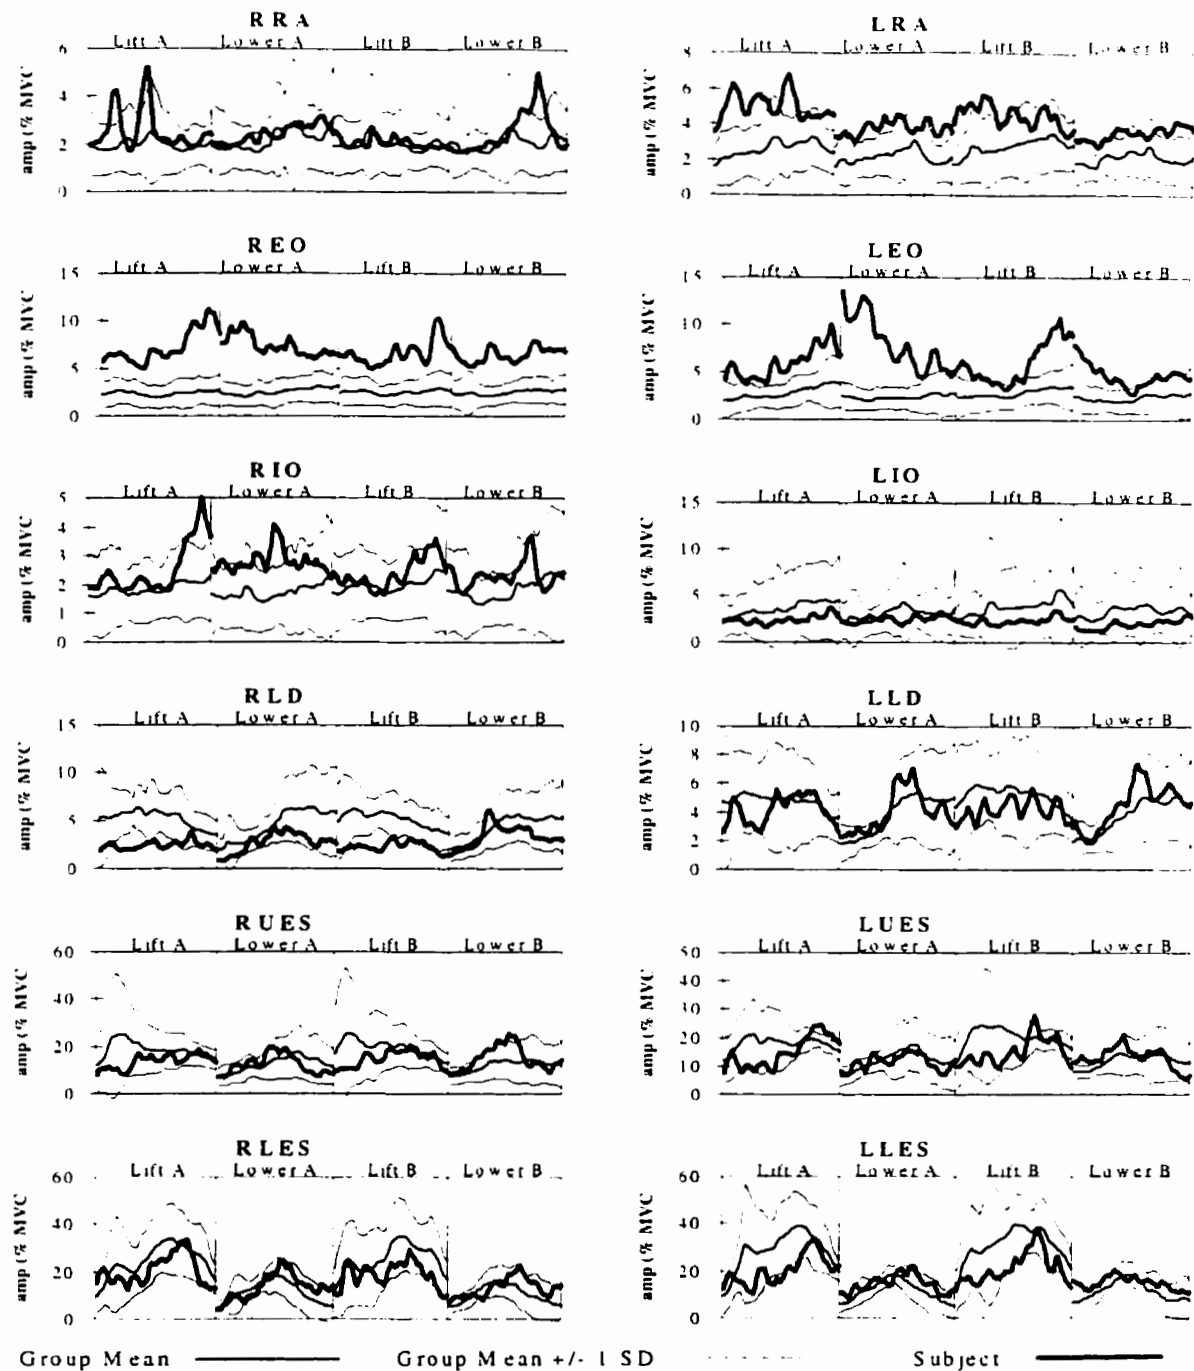 RRA
Lift A Lower A Lift B Lower B
6
4
2
0
amp (% MVC
LRA
Lift A Lower A Lift B Lower B
8
6
4
2
0
amp (% MVC
REO
Lift A Lower A Lift B Lower B
15
10
5
0
amp (% MVC
LEO
Lift A Lower A Lift B Lower B
15
10
5
0
amp (% MVC
RIO
Lift A Lower A Lift B Lower B
5
4
3
2
1
0
amp (% MVC
LIO
Lift A Lower A Lift B Lower B
15
10
5
0
amp (% MVC
RLD
Lift A Lower A Lift B Lower B
15
10
5
0
amp (% MVC
LLD
Lift A Lower A Lift B Lower B
10
8
6
4
2
0
amp (% MVC
RUES
Lift A Lower A Lift B Lower B
60
40
20
0
amp (% MVC
LUES
Lift A Lower A Lift B Lower B
50
40
30
20
10
0
amp (% MVC
RLES
Lift A Lower A Lift B Lower B
60
40
20
0
amp (% MVC
LLES
Lift A Lower A Lift B Lower B
60
40
20
0
amp (% MVC
Group Mean Group Mean +/- 1 SD Subject